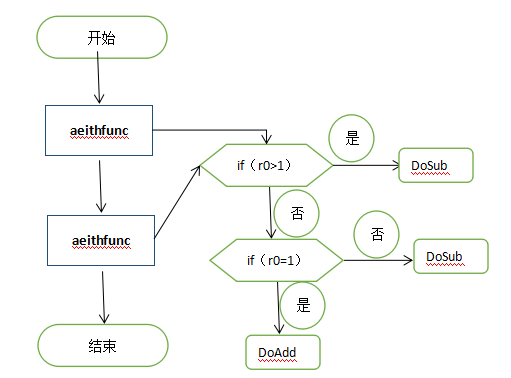 开始
aeithfunc
是
if（r0>1）
DoSub
aeithfunc
否
否
if（r0=1）
DoSub
是
结束
DoAdd